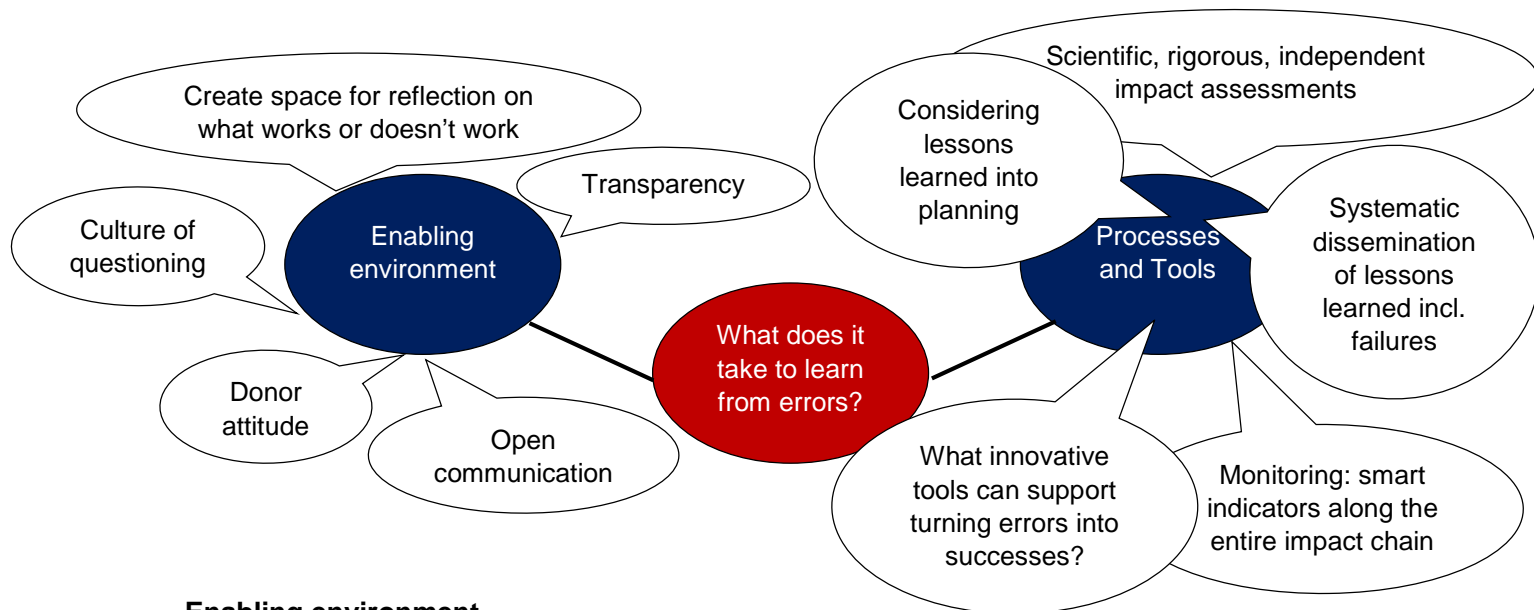 Scientific, rigorous, independent
impact assessments
Create space for reflection on
what works or doesn’t work
Considering
lessons
learned into
planning
Transparency
Culture of
questioning
Enabling
environment
Processes
and Tools
Systematic
dissemination
of lessons
learned incl.
failures
What does it
take to learn
from errors?
Donor
attitude
Open
communication
What innovative
tools can support
turning errors into
successes?
Monitoring: smart
indicators along the
entire impact chain
Enabling environment